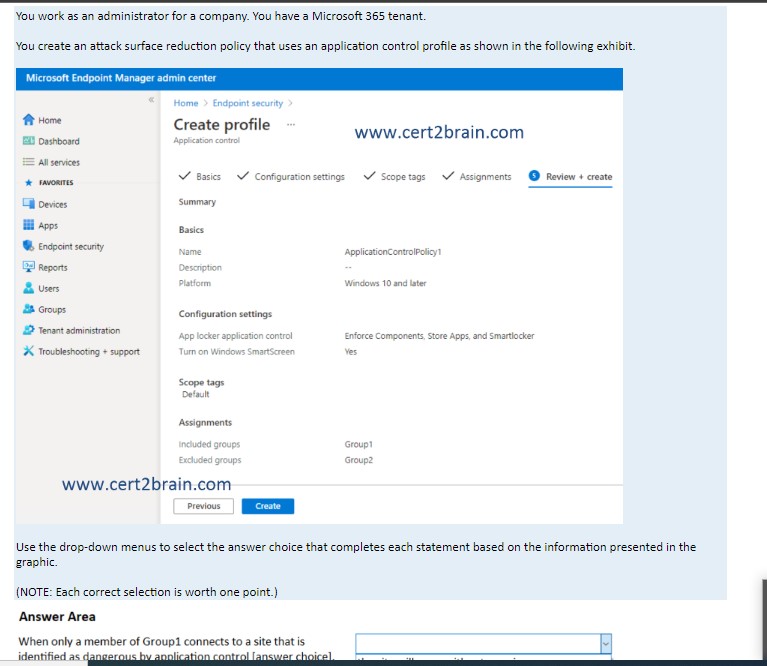 You work as an administrator for a company. You have a Microsoft 365 tenant.
You create an attack surface reduction policy that uses an application control profile as shown in the following exhibit.
Microsoft Endpoint Manager admin center
«
Home
Dashboard
All services
FAVORITES
Devices
Apps
Endpoint security
Reports
Users
Groups
Tenant administration
Troubleshooting + support
Home > Endpoint security >
Create profile ...
www.cert2brain.com
Application control
Basics Configuration settings Scope tags Assignments 5 Review + create
Summary
Basics
Name ApplicationControlPolicy1
Description --
Platform Windows 10 and later
Configuration settings
App locker application control Enforce Components, Store Apps, and Smartlocker
Turn on Windows SmartScreen Yes
Scope tags
Default
Assignments
Included groups Group1
Excluded groups Group2
www.cert2brain.com
Previous Create
Use the drop-down menus to select the answer choice that completes each statement based on the information presented in the
graphic.
(NOTE: Each correct selection is worth one point.)
Answer Area
When only a member of Group1 connects to a site that is
identified as dangerous by application control [answer choice].